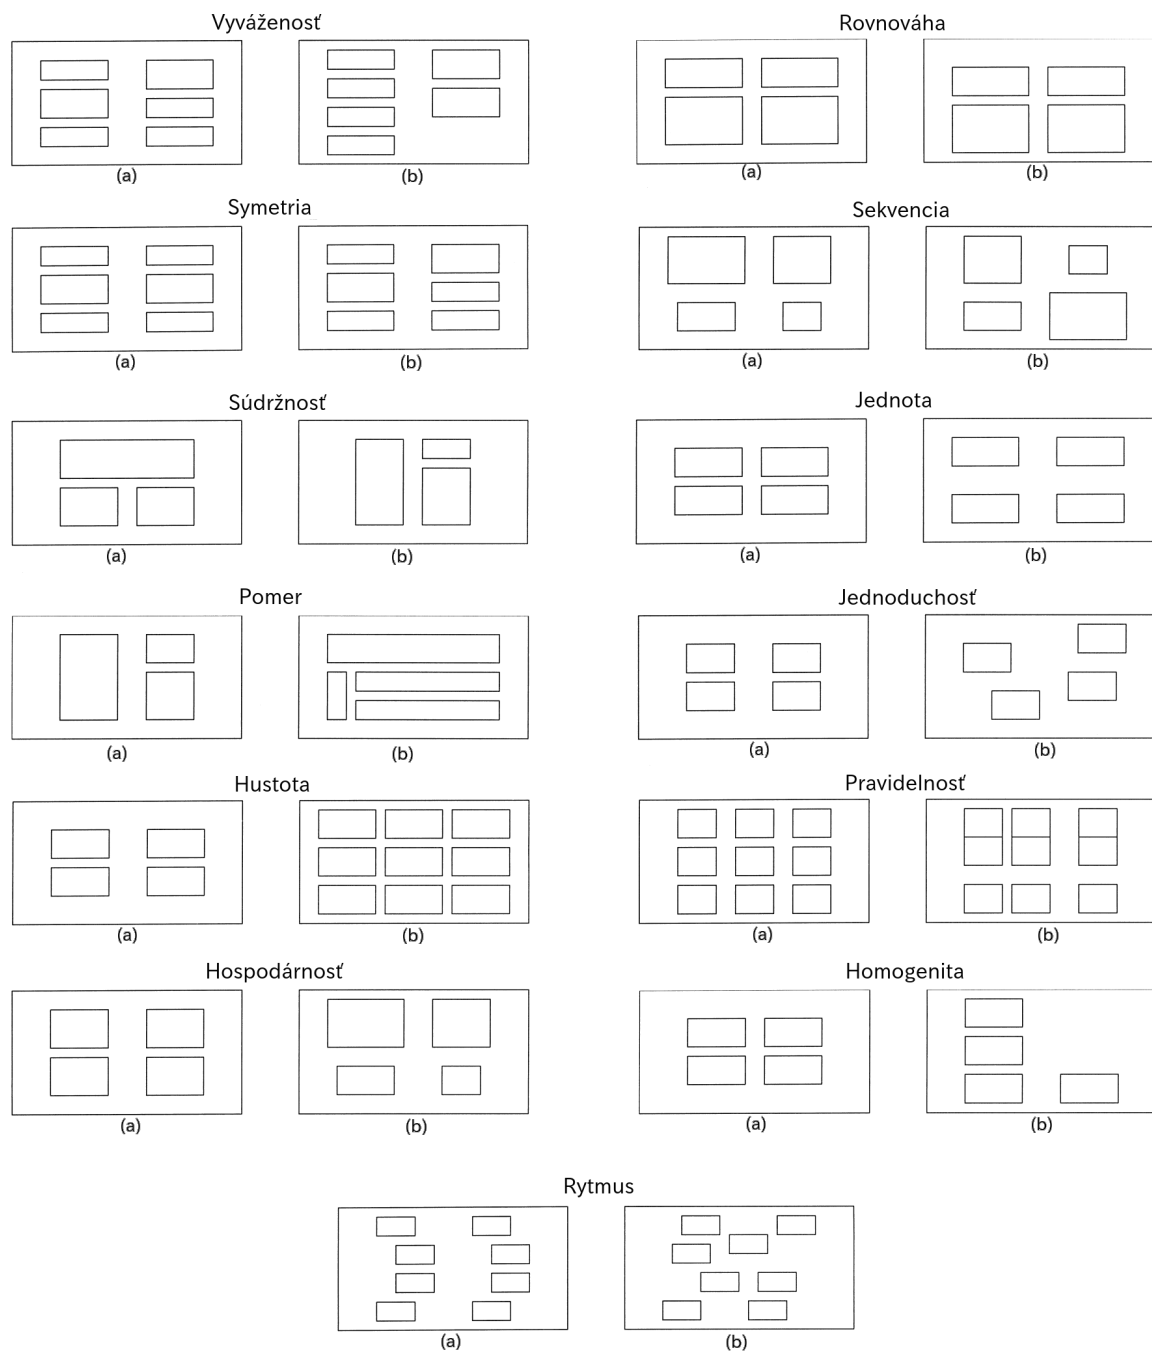 Vyváženosť
Rovnováha
(a)
(b)
(a)
(b)
Symetria
Sekvencia
(a)
(b)
(a)
(b)
Súdržnosť
Jednota
(a)
(b)
(a)
(b)
Pomer
Jednoduchosť
(a)
(b)
(a)
(b)
Hustota
Pravidelnosť
(a)
(b)
(a)
(b)
Hospodárnosť
Homogenita
(a)
(b)
(a)
(b)
Rytmus
(a)
(b)